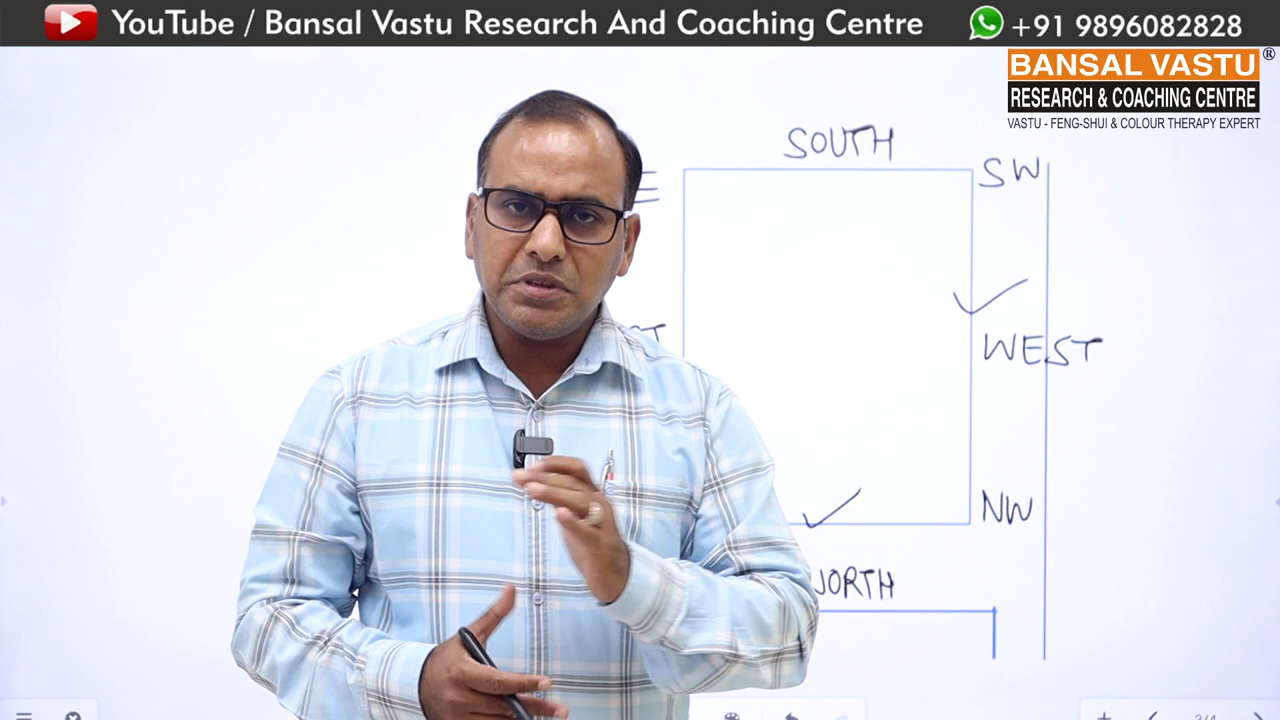 YouTube / Bansal Vastu Research And Coaching Centre
+91 9896082828
BANSAL VASTU®
RESEARCH & COACHING CENTRE
VASTU - FENG-SHUI & COLOUR THERAPY EXPERT
SOUTH
SW
WEST
NW